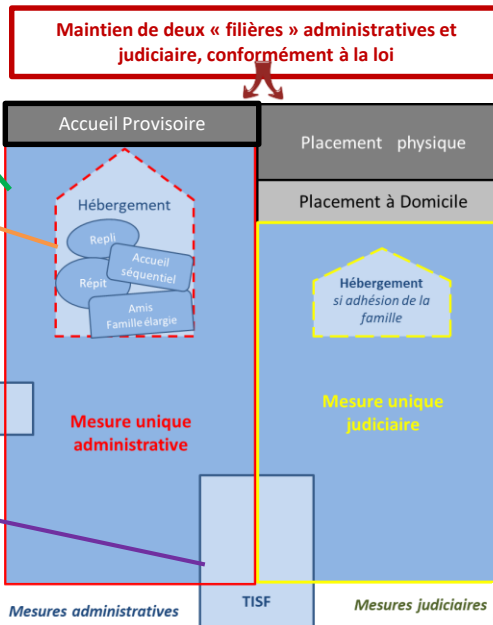 Maintien de deux « filières » administratives et
judiciaire, conformément à la loi
Accueil Provisoire
Placement physique
Placement à Domicile
Hébergement
Repli
Accueil
séquentiel
Répit
Amis
Famille élargie
Hébergement
si adhésion de la
famille
Mesure unique
administrative
Mesure unique
judiciaire
TISF
Mesures administratives
Mesures judiciaires